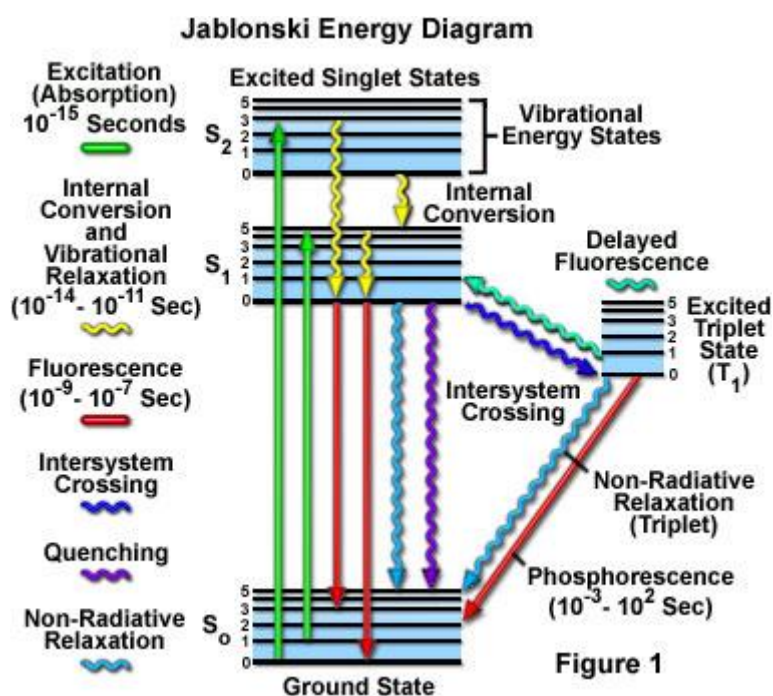 Jablonski Energy Diagram
Excitation
(Absorption)
10⁻¹⁵ Seconds
Internal
Conversion
and
Vibrational
Relaxation
(10⁻¹⁴- 10⁻¹¹ Sec)
Fluorescence
(10⁻⁹- 10⁻⁷ Sec)
Intersystem
Crossing
Quenching
Non-Radiative
Relaxation
Excited Singlet States
S₂
5
3
2
1
0
Vibrational
Energy States
Internal
Conversion
S₁
5
3
2
1
0
Delayed
Fluorescence
5
3
2
1
0
Excited
Triplet
State
(T₁)
Intersystem
Crossing
Non-Radiative
Relaxation
(Triplet)
Phosphorescence
(10⁻³- 10² Sec)
S₀
5
3
2
1
0
Ground State
Figure 1